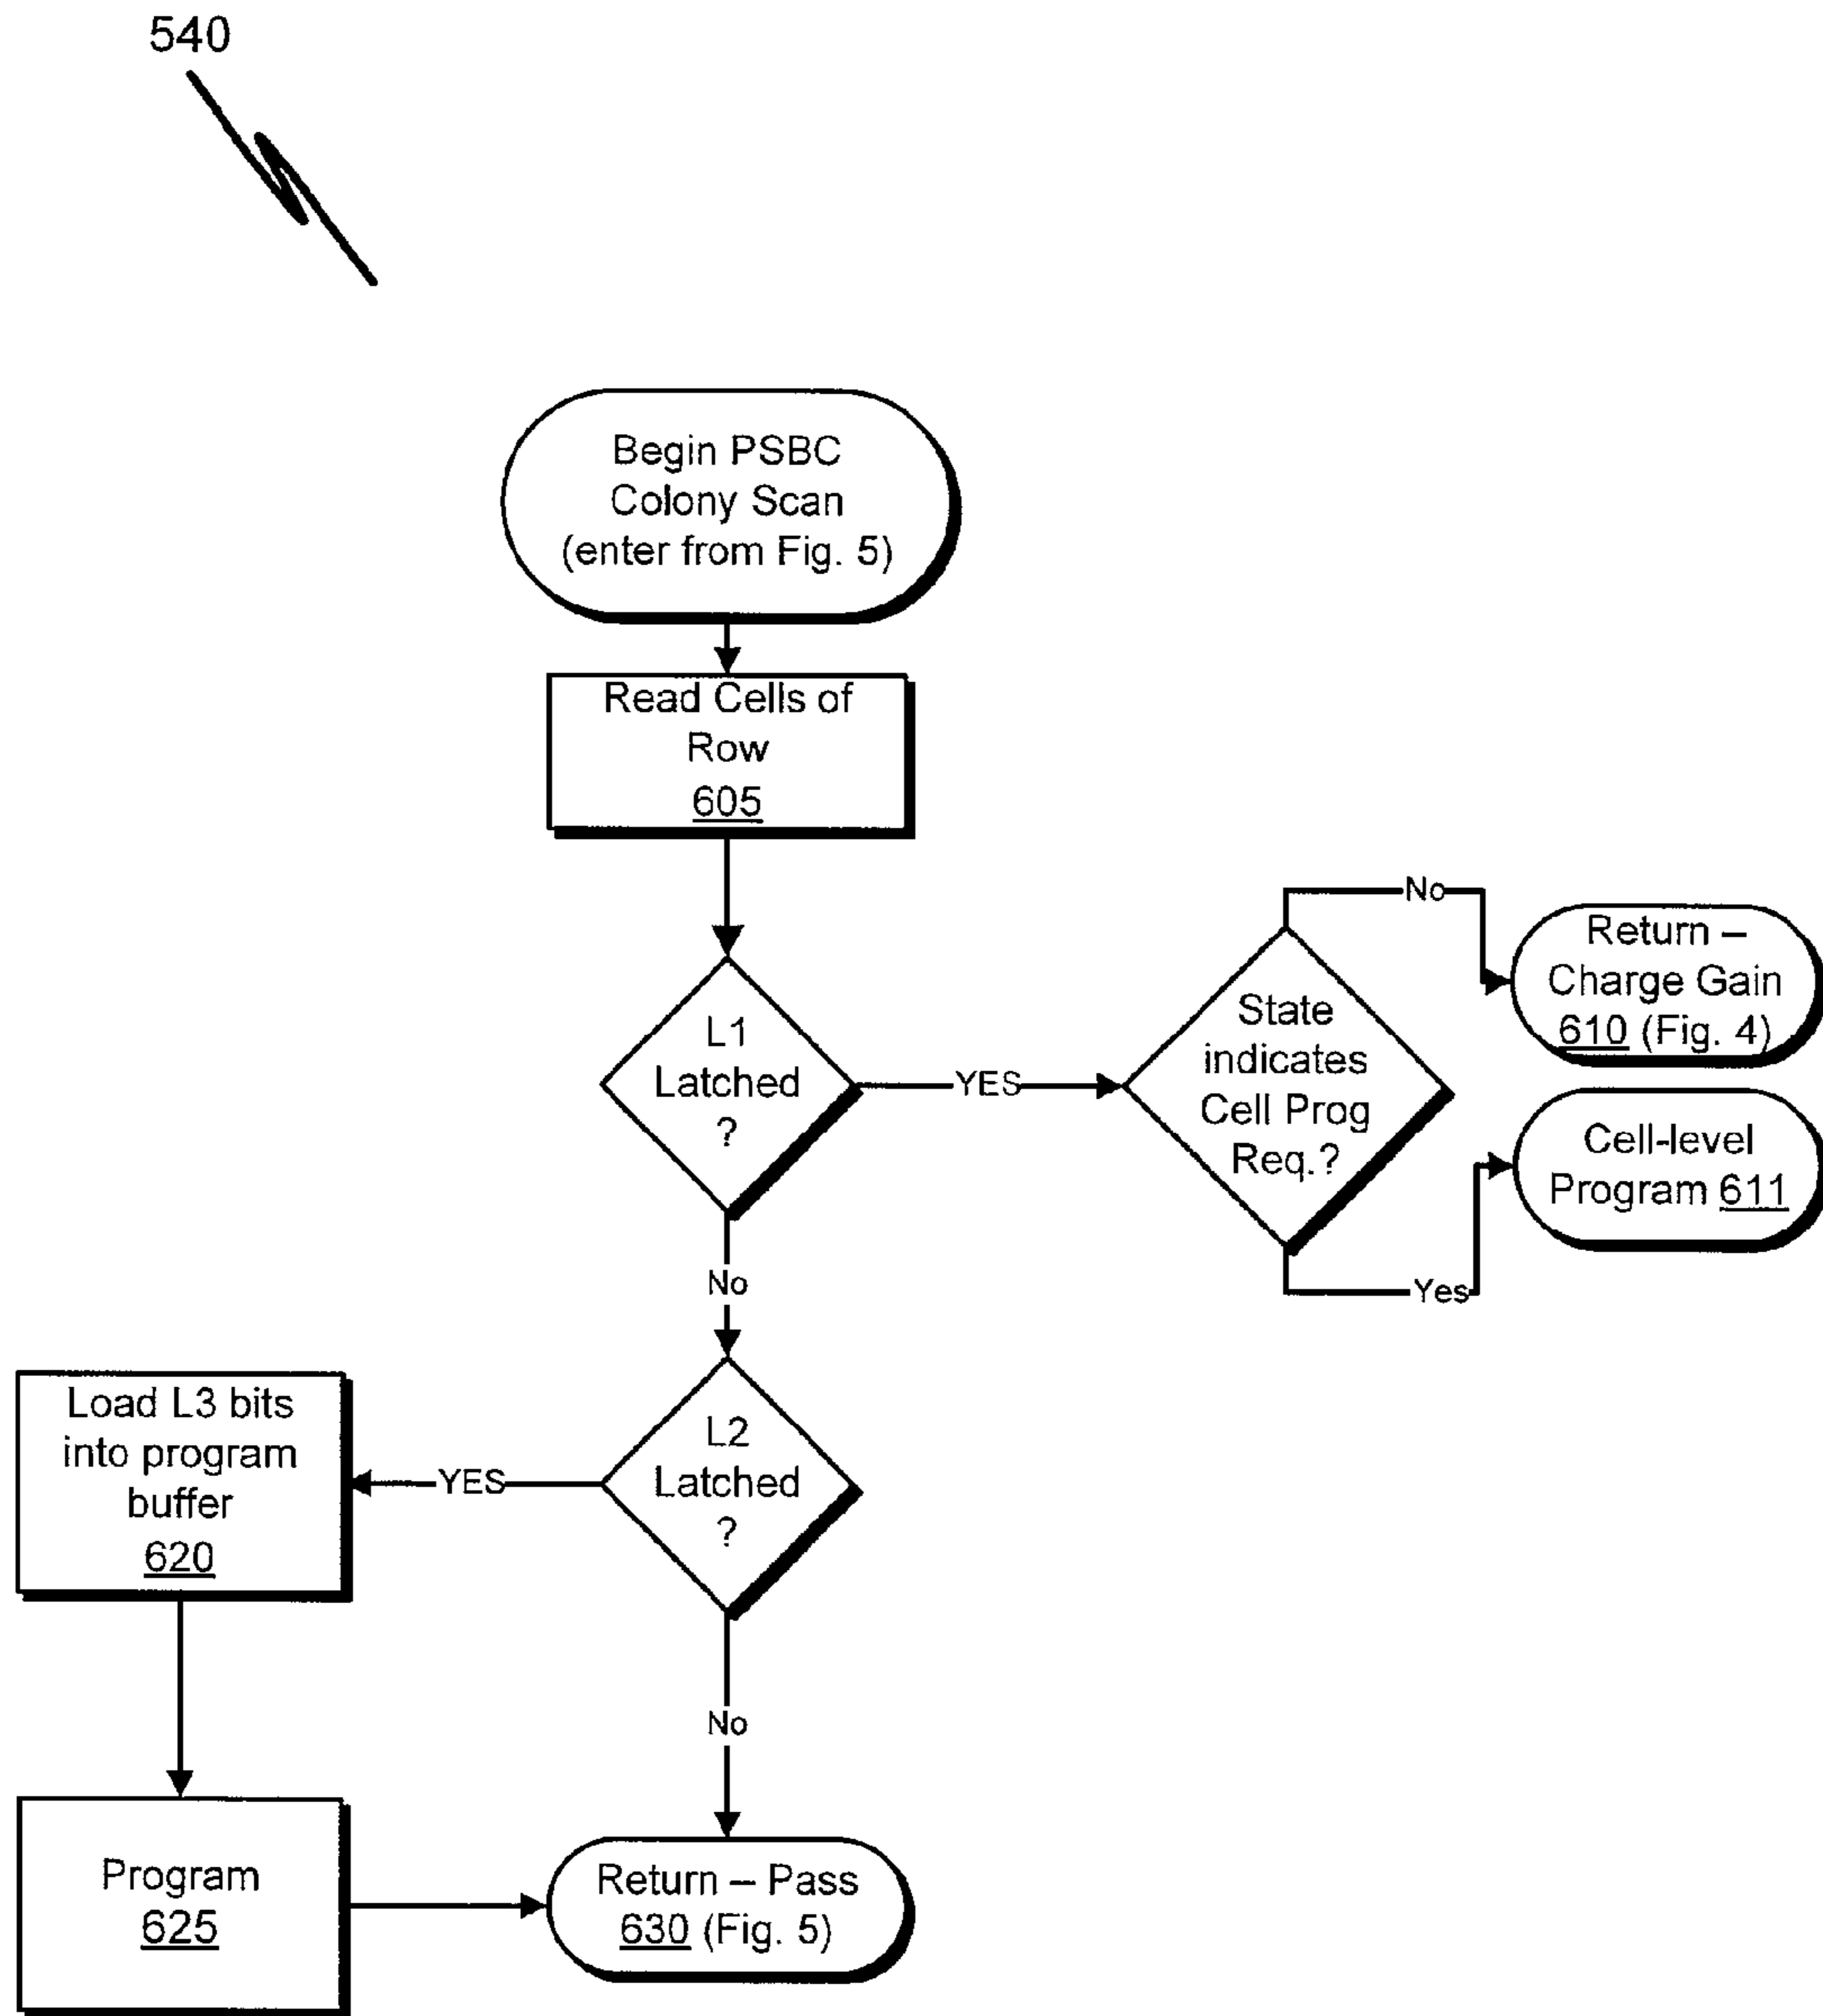 540
Begin PSBC
Colony Scan
(enter from Fig. 5)
Read Cells of
Row
605
L1
Latched
?
YES
State
indicates
Cell Prog
Req.?
No
Return –
Charge Gain
610 (Fig. 4)
Yes
Cell-level
Program 611
No
L2
Latched
?
YES
Load L3 bits
into program
buffer
620
Program
625
No
Return – Pass
630 (Fig. 5)